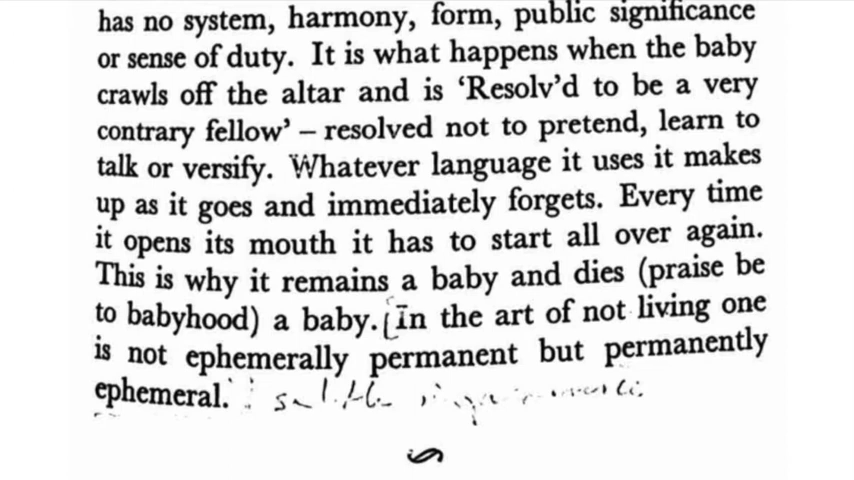 has no system, harmony, form, public significance
or sense of duty. It is what happens when the baby
crawls off the altar and is ‘Resolv’d to be a very
contrary fellow’ – resolved not to pretend, learn to
talk or versify. Whatever language it uses it makes
up as it goes and immediately forgets. Every time
it opens its mouth it has to start all over again.
This is why it remains a baby and dies (praise be
to babyhood) a baby. [In the art of not living one
is not ephemerally permanent but permanently
ephemeral.